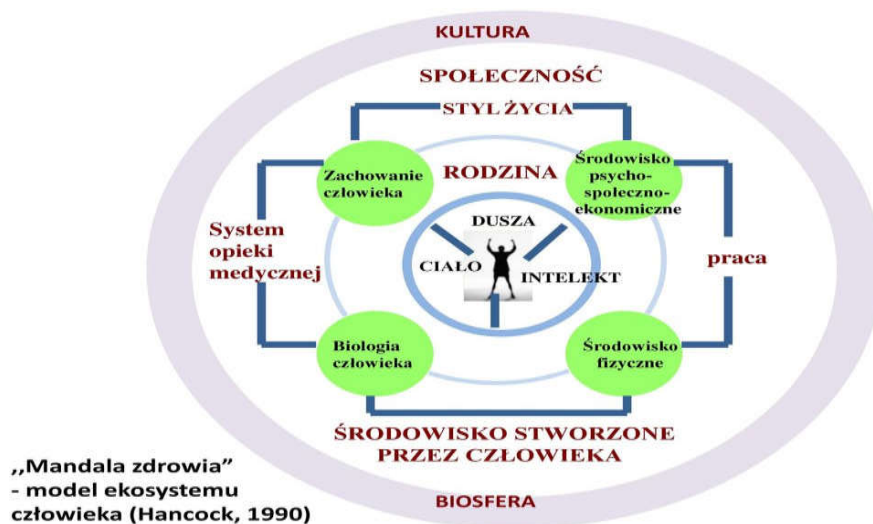 KULTURA
SPOŁECZNOŚĆ
STYL ŻYCIA
Zachowanie
człowieka
RODZINA
Środowisko
psycho-
społeczno-
ekonomiczne
DUSZA
CIAŁO
INTELEKT
System
opieki
medycznej
praca
Biologia
człowieka
Środowisko
fizyczne
ŚRODOWISKO STWORZONE
PRZEZ CZŁOWIEKA
BIOSFERA
,,Mandala zdrowia”
- model ekosystemu
człowieka (Hancock, 1990)